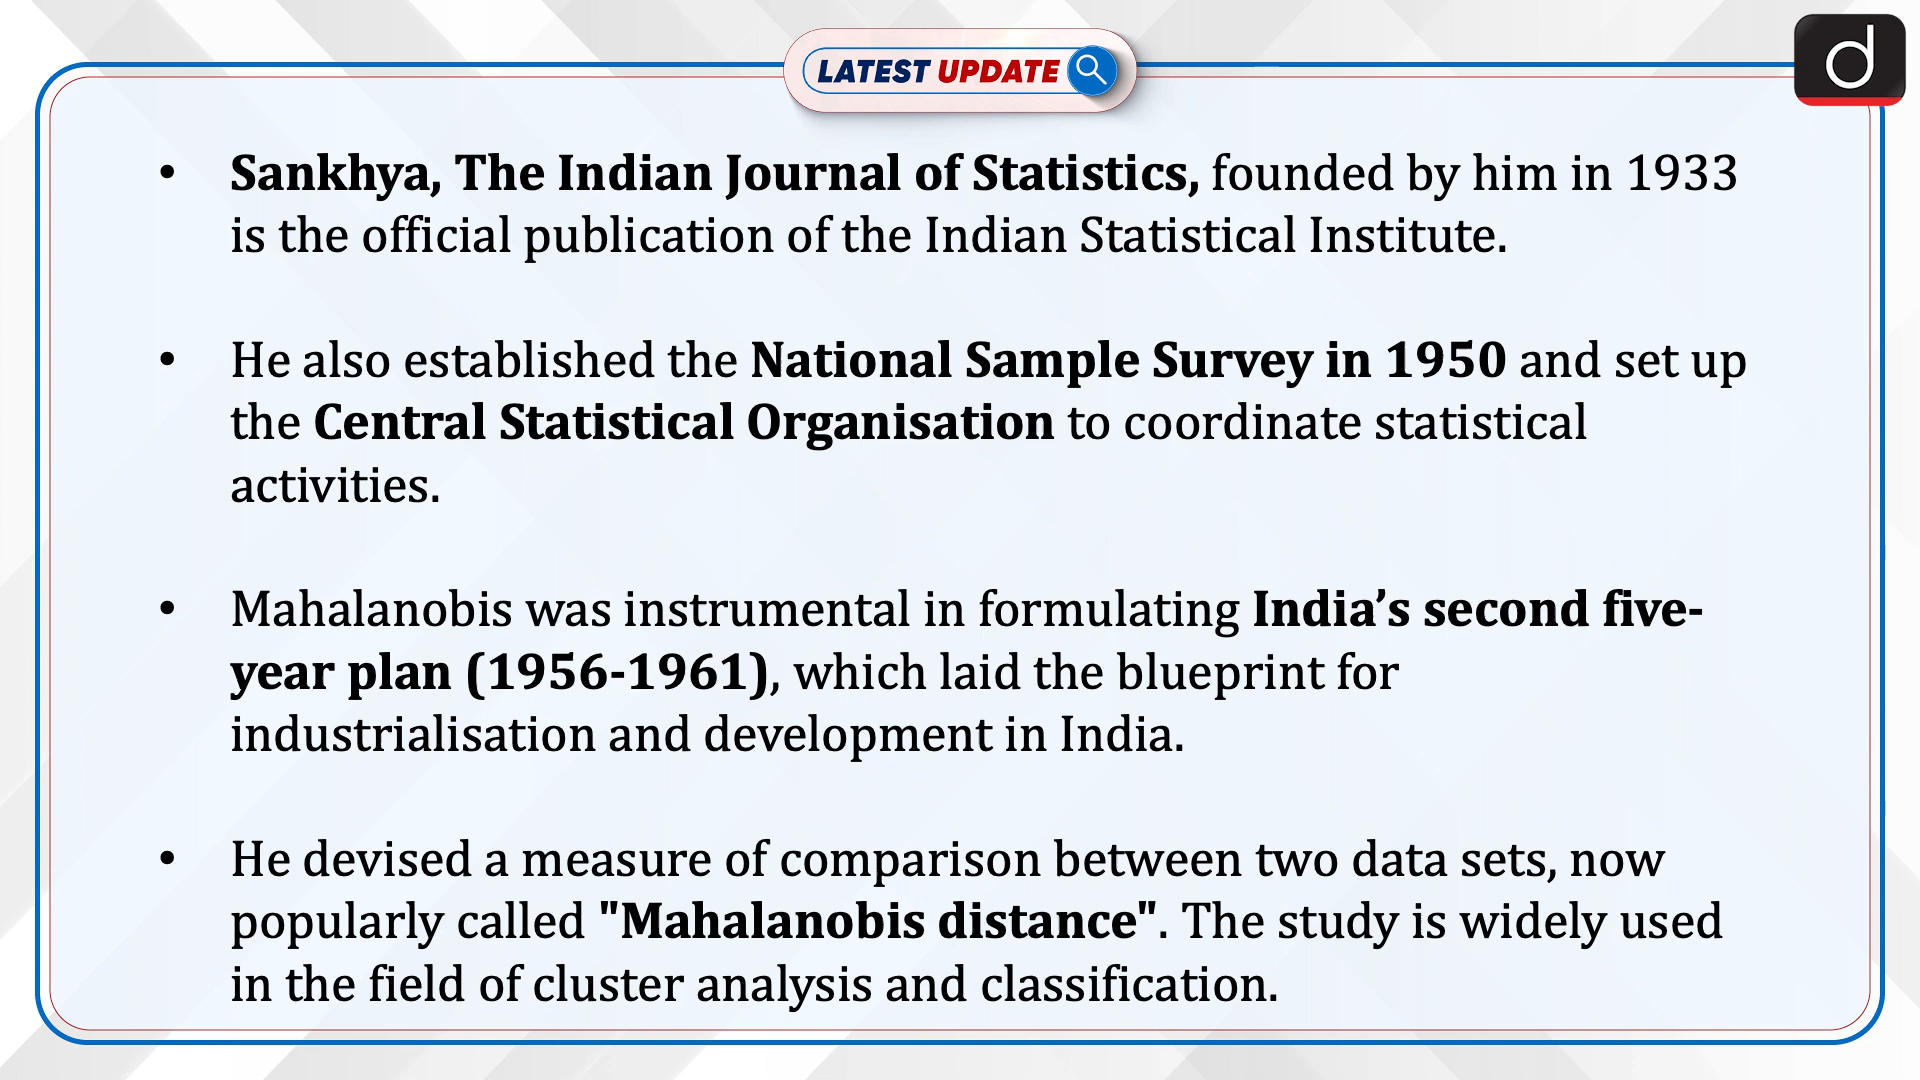 LATEST UPDATE
d
• Sankhya, The Indian Journal of Statistics, founded by him in 1933
is the official publication of the Indian Statistical Institute.
• He also established the National Sample Survey in 1950 and set up
the Central Statistical Organisation to coordinate statistical
activities.
• Mahalanobis was instrumental in formulating India’s second five-
year plan (1956-1961), which laid the blueprint for
industrialisation and development in India.
• He devised a measure of comparison between two data sets, now
popularly called "Mahalanobis distance". The study is widely used
in the field of cluster analysis and classification.